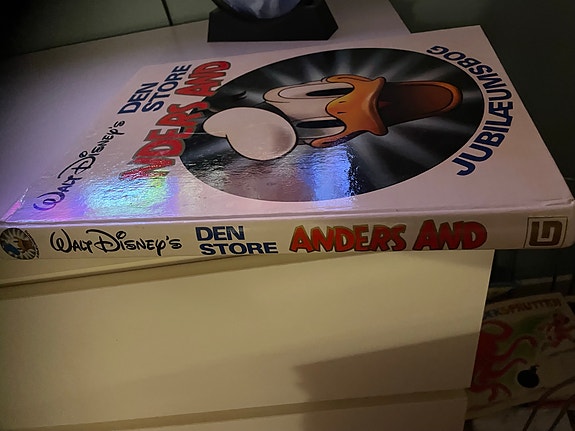 WALT DISNEY'S
DEN
STORE
ANDERS AND
JUBILÆUMSBOG
WALT DISNEY'S
DEN
STORE
ANDERS AND
G